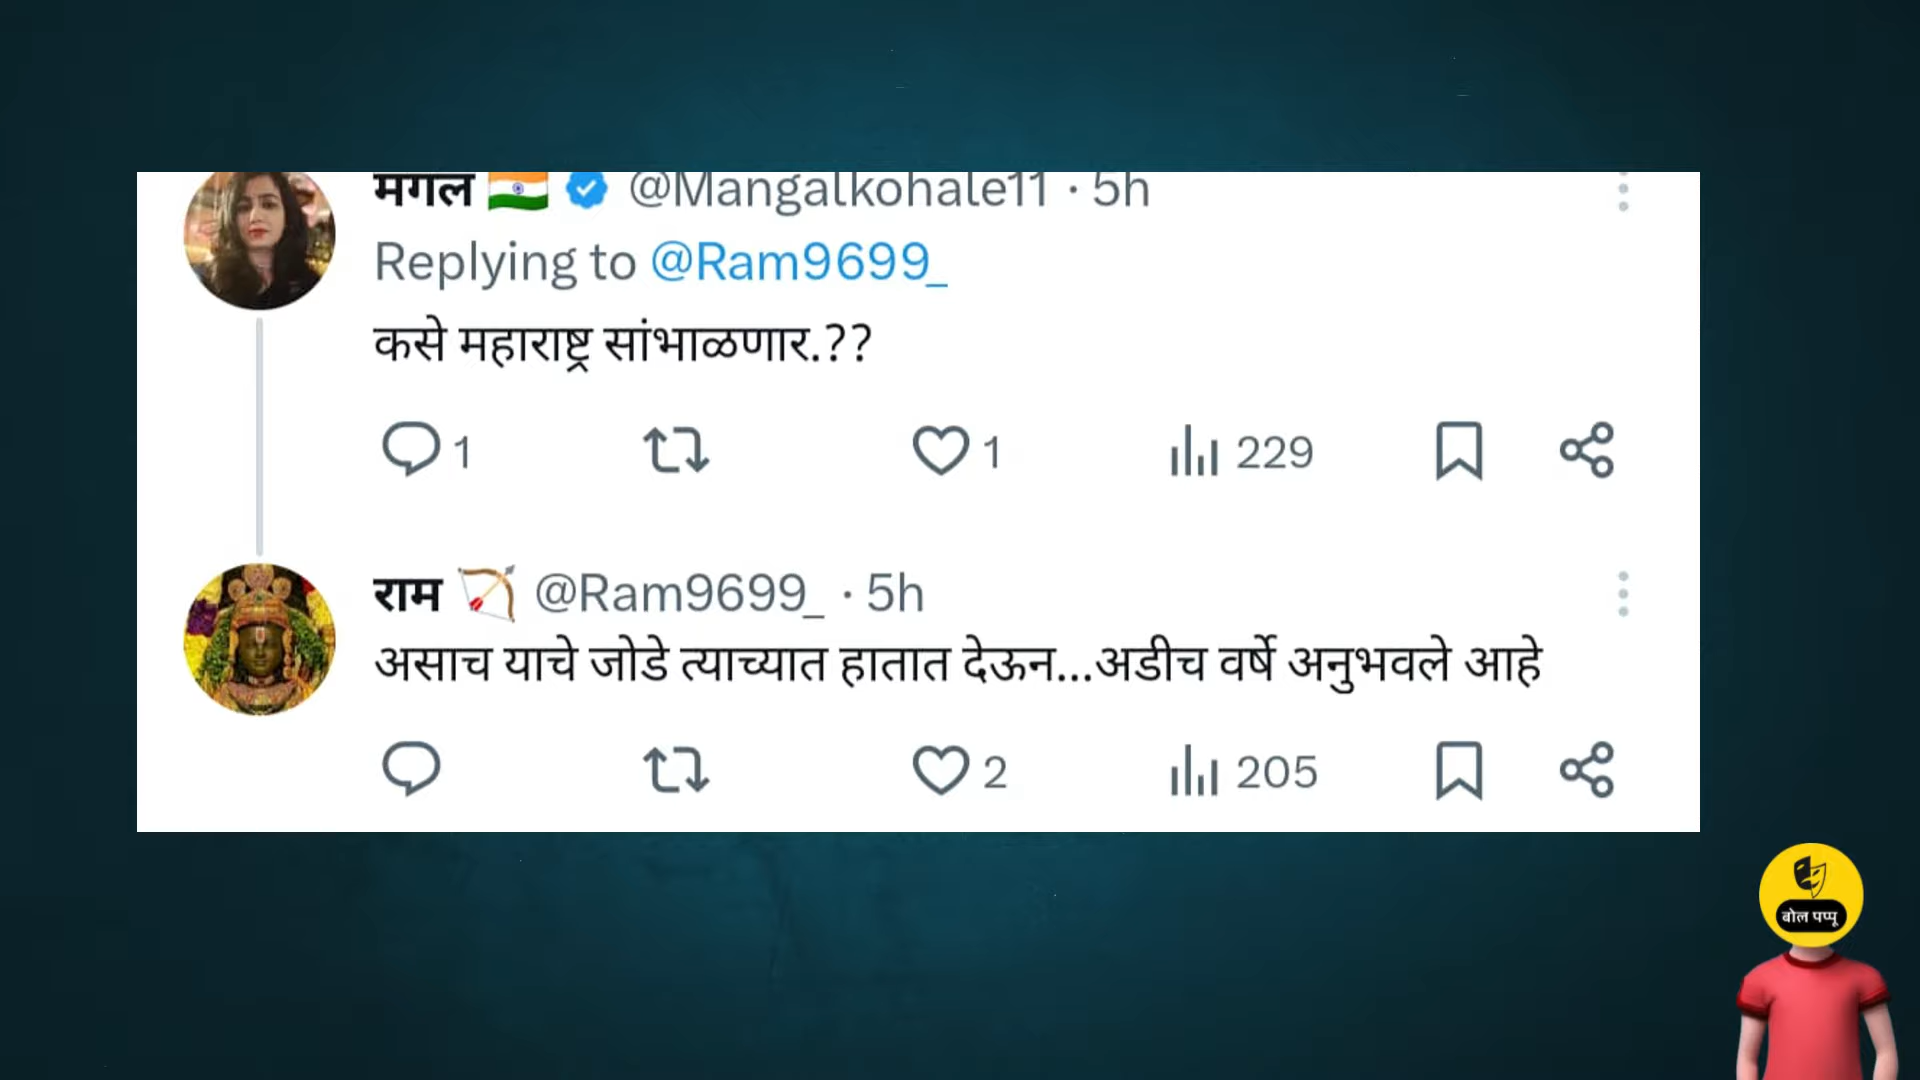 मंगल 🇮🇳 @Mangalkohale11 · 5h
Replying to @Ram9699_
कसे महाराष्ट्र सांभाळणार.??
1 1 229
राम 🏹 @Ram9699_ · 5h
असाच याचे जोडे त्याच्यात हातात देऊन...अडीच वर्षे अनुभवले आहे
2 205
बोल पप्पू